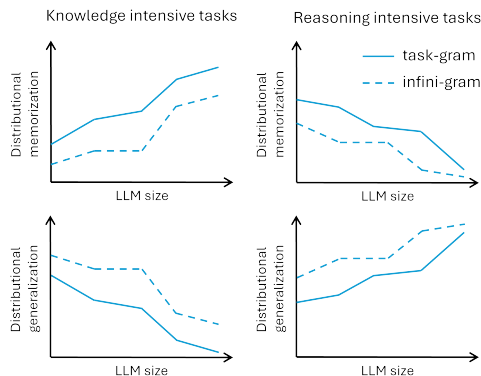 Knowledge intensive tasks
Reasoning intensive tasks
task-gram
infini-gram
Distributional
memorization
LLM size
Distributional
memorization
LLM size
Distributional
generalization
LLM size
Distributional
generalization
LLM size